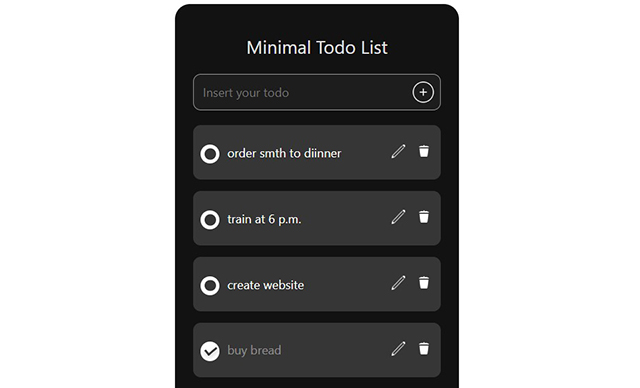 Minimal Todo List
Insert your todo
order smth to diinner
train at 6 p.m.
create website
buy bread